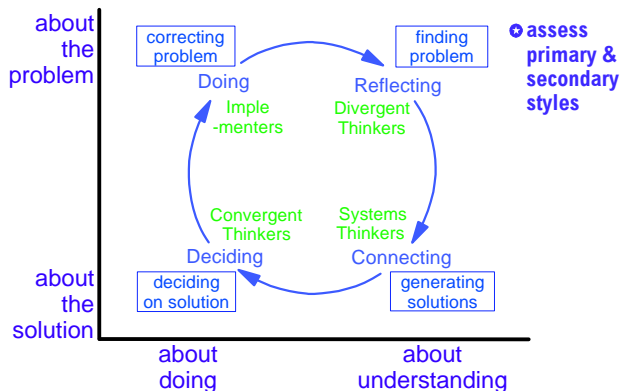 about
the
problem
correcting
problem
Doing
Imple
-menters
finding
problem
Reflecting
Divergent
Thinkers
✪ assess
primary &
secondary
styles
Convergent
Thinkers
Deciding
deciding
on solution
Systems
Thinkers
Connecting
generating
solutions
about
the
solution
about
doing
about
understanding